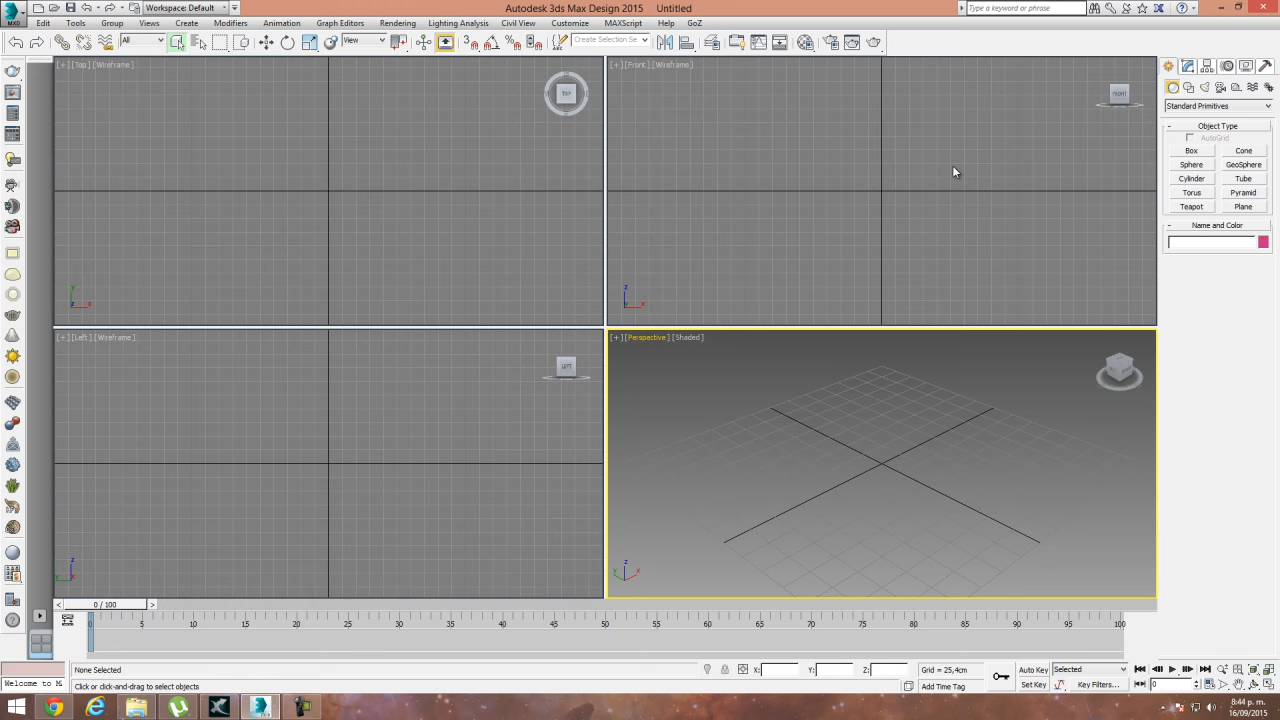 Autodesk 3ds Max Design 2015    Untitled
Workspace: Default
Type a keyword or phrase
MXD
Edit Tools Group Views Create Modifiers Animation Graph Editors Rendering Lighting Analysis Civil View Customize MAXScript Help GoZ
All View Create Selection Se
[+] [Top] [Wireframe]
TOP
[+] [Front] [Wireframe]
FRONT
[+] [Left] [Wireframe]
LEFT
[+] [Perspective] [Shaded]
Standard Primitives
Object Type
AutoGrid
Box Cone
Sphere GeoSphere
Cylinder Tube
Torus Pyramid
Teapot Plane
Name and Color
< 0 / 100 >
0 5 10 15 20 25 30 35 40 45 50 55 60 65 70 75 80 85 90 95 100
None Selected X: Y: Z: Grid = 25,4cm Auto Key Selected
Welcome to M Click or click-and-drag to select objects Add Time Tag Set Key Key Filters... 0
8:44 p. m.
16/09/2015